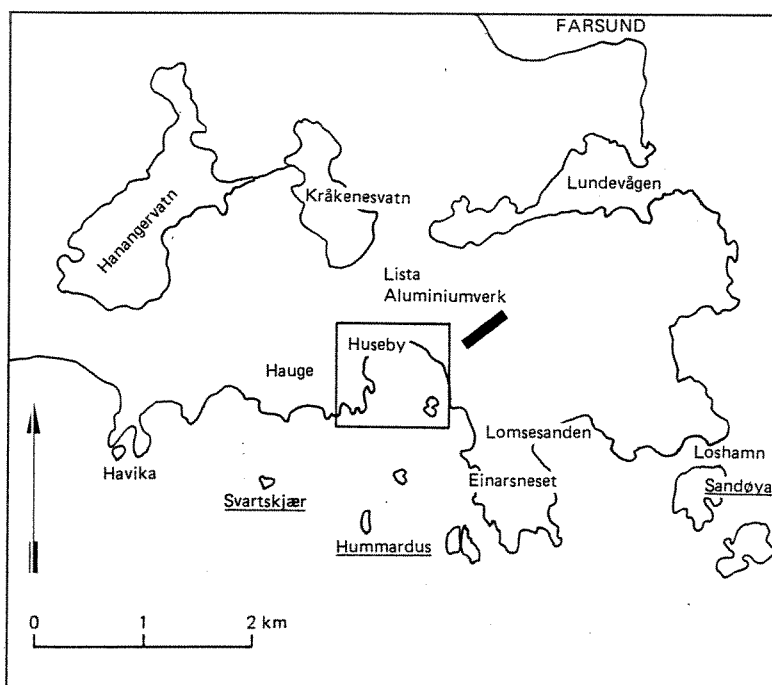 FARSUND
Lundevågen
Kråkenesvatn
Hanangervatn
Lista
Aluminiumverk
Huseby
Hauge
Lomsesanden
Loshamn
Havika
Einarsneset
Sandøya
Svartskjær
Hummardus
0 1 2 km